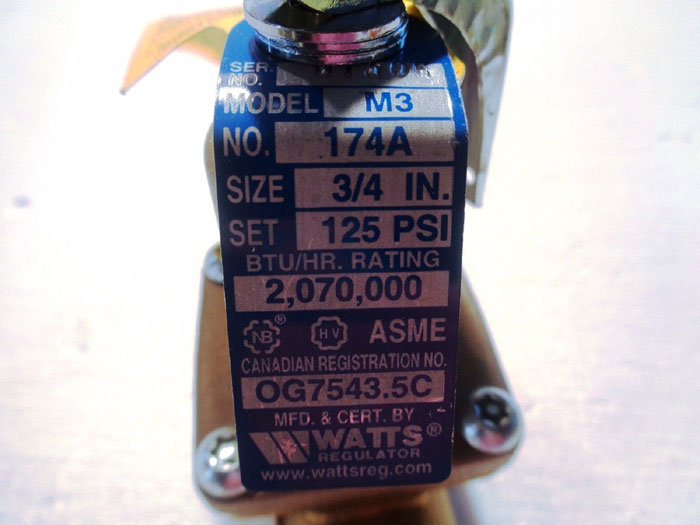 SER.
NO.
MODEL M3
NO. 174A
SIZE 3/4 IN.
SET 125 PSI
BTU/HR. RATING
2,070,000
NB® HV ASME
CANADIAN REGISTRATION NO.
OG7543.5C
MFD. & CERT. BY
WATTS®
REGULATOR
www.wattsreg.com